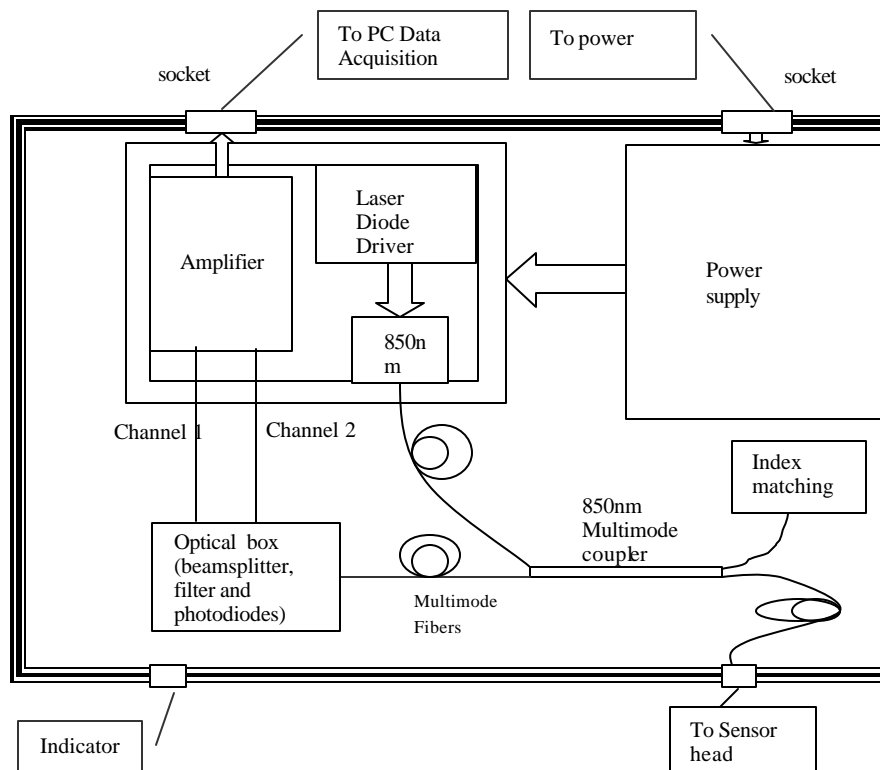 To PC Data
Acquisition
To power
socket
socket
Laser
Diode
Driver
Amplifier
Power
supply
850n
m
Channel 1
Channel 2
Index
matching
850nm
Multimode
coupler
Optical box
(beamsplitter,
filter and
photodiodes)
Multimode
Fibers
Indicator
To Sensor
head